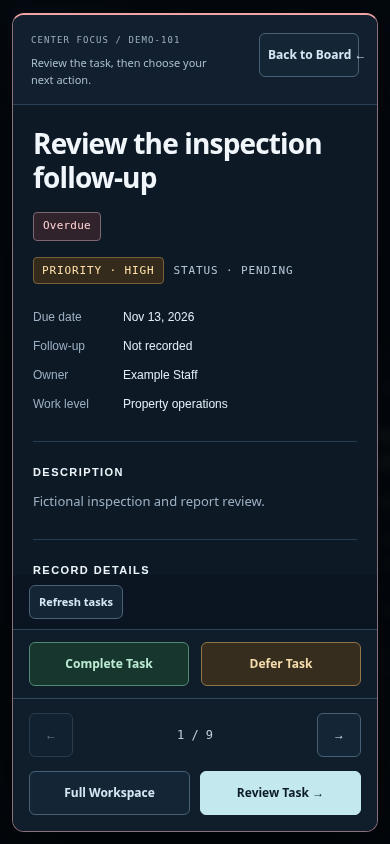 CENTER FOCUS / DEMO-101
Review the task, then choose your
next action.
Back to Board ←
Review the inspection
follow-up
Overdue
PRIORITY · HIGH STATUS · PENDING
Due date Nov 13, 2026
Follow-up Not recorded
Owner Example Staff
Work level Property operations
DESCRIPTION
Fictional inspection and report review.
RECORD DETAILS
Refresh tasks
Complete Task Defer Task
← 1 / 9 →
Full Workspace Review Task →